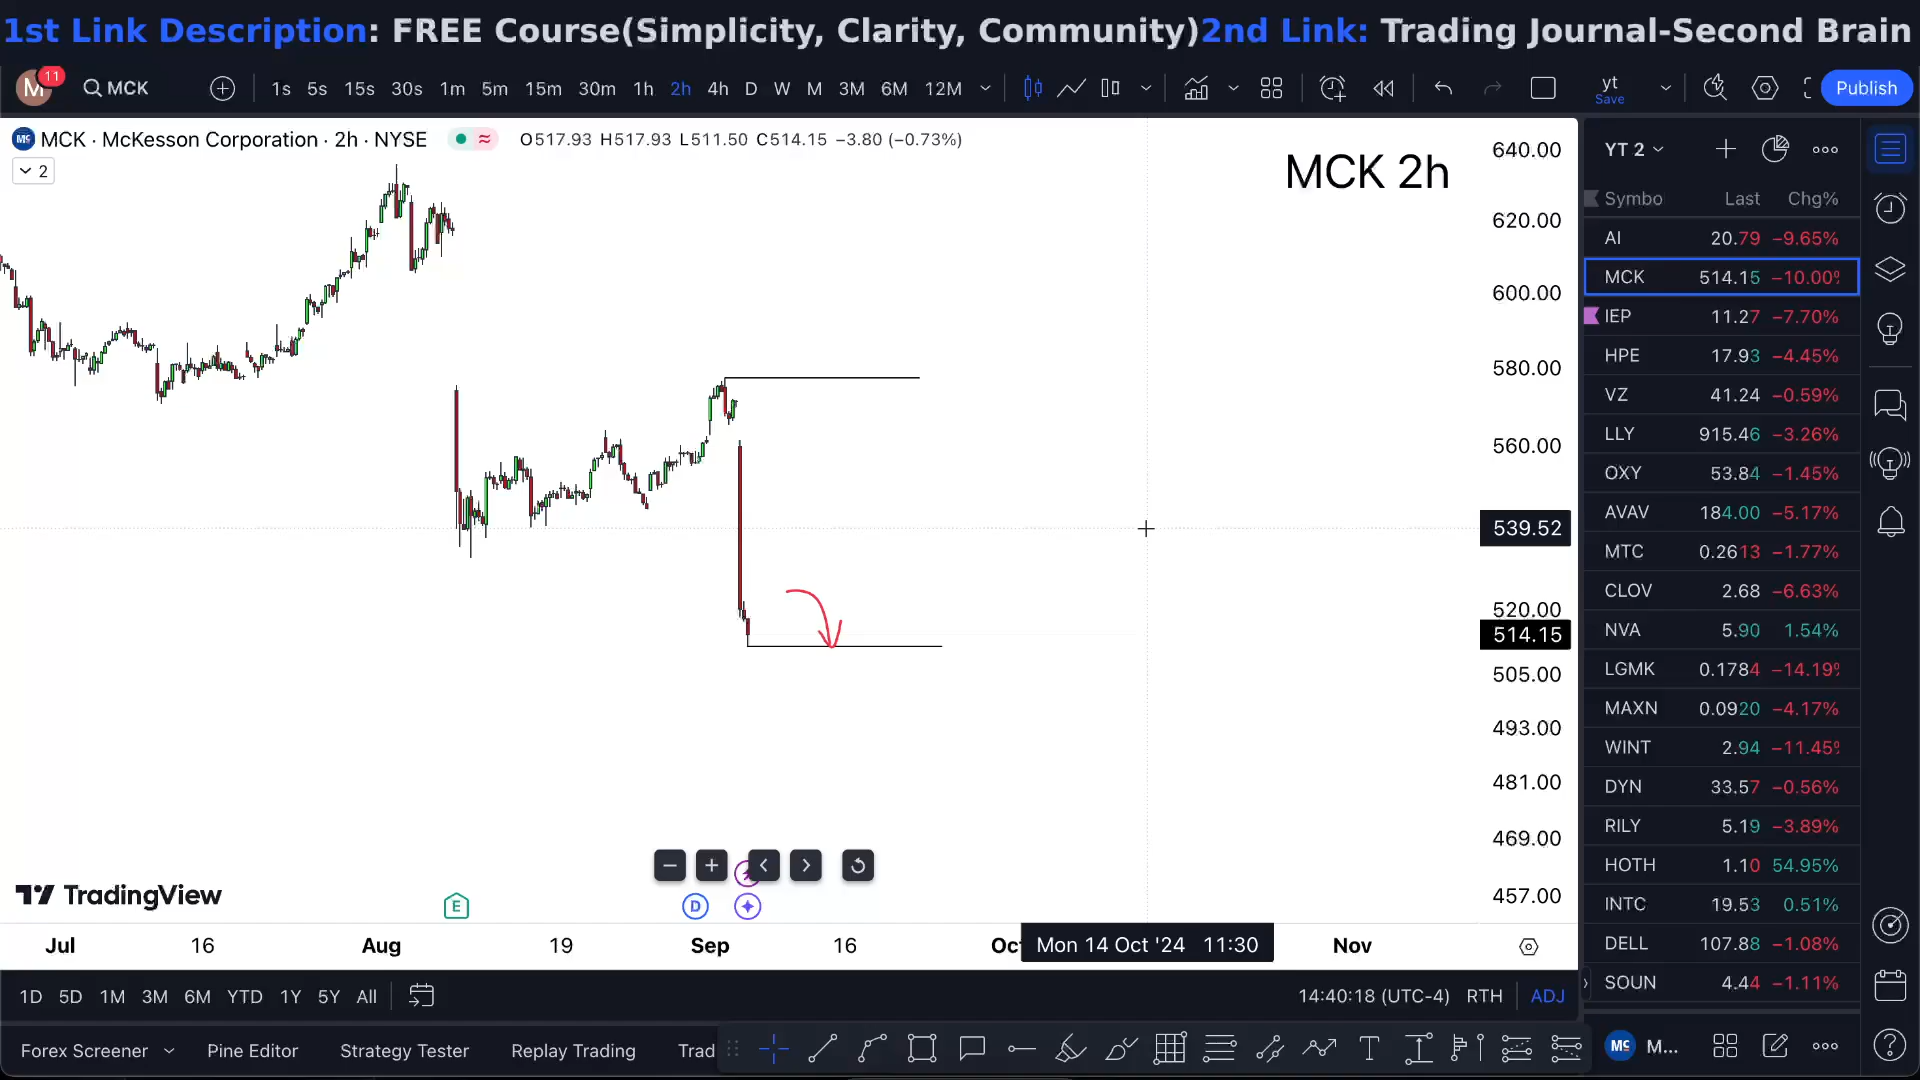 1st Link Description: FREE Course(Simplicity, Clarity, Community)2nd Link: Trading Journal-Second Brain
M 11 MCK 1s 5s 15s 30s 1m 5m 15m 30m 1h 2h 4h D W M 3M 6M 12M yt Save Publish
MCK · McKesson Corporation · 2h · NYSE O517.93 H517.93 L511.50 C514.15 −3.80 (−0.73%)
2
MCK 2h
640.00
620.00
600.00
580.00
560.00
539.52
520.00
514.15
505.00
493.00
481.00
469.00
457.00
TradingView
E D
Jul 16 Aug 19 Sep 16 Oct Mon 14 Oct '24 11:30 Nov
1D 5D 1M 3M 6M YTD 1Y 5Y All 14:40:18 (UTC-4) RTH ADJ
Forex Screener Pine Editor Strategy Tester Replay Trading Trad
YT 2
Symbo Last Chg%
AI 20.79 −9.65%
MCK 514.15 −10.00%
IEP 11.27 −7.70%
HPE 17.93 −4.45%
VZ 41.24 −0.59%
LLY 915.46 −3.26%
OXY 53.84 −1.45%
AVAV 184.00 −5.17%
MTC 0.2613 −1.77%
CLOV 2.68 −6.63%
NVA 5.90 1.54%
LGMK 0.1784 −14.19%
MAXN 0.0920 −4.17%
WINT 2.94 −11.45%
DYN 33.57 −0.56%
RILY 5.19 −3.89%
HOTH 1.10 54.95%
INTC 19.53 0.51%
DELL 107.88 −1.08%
SOUN 4.44 −1.11%
MC M...